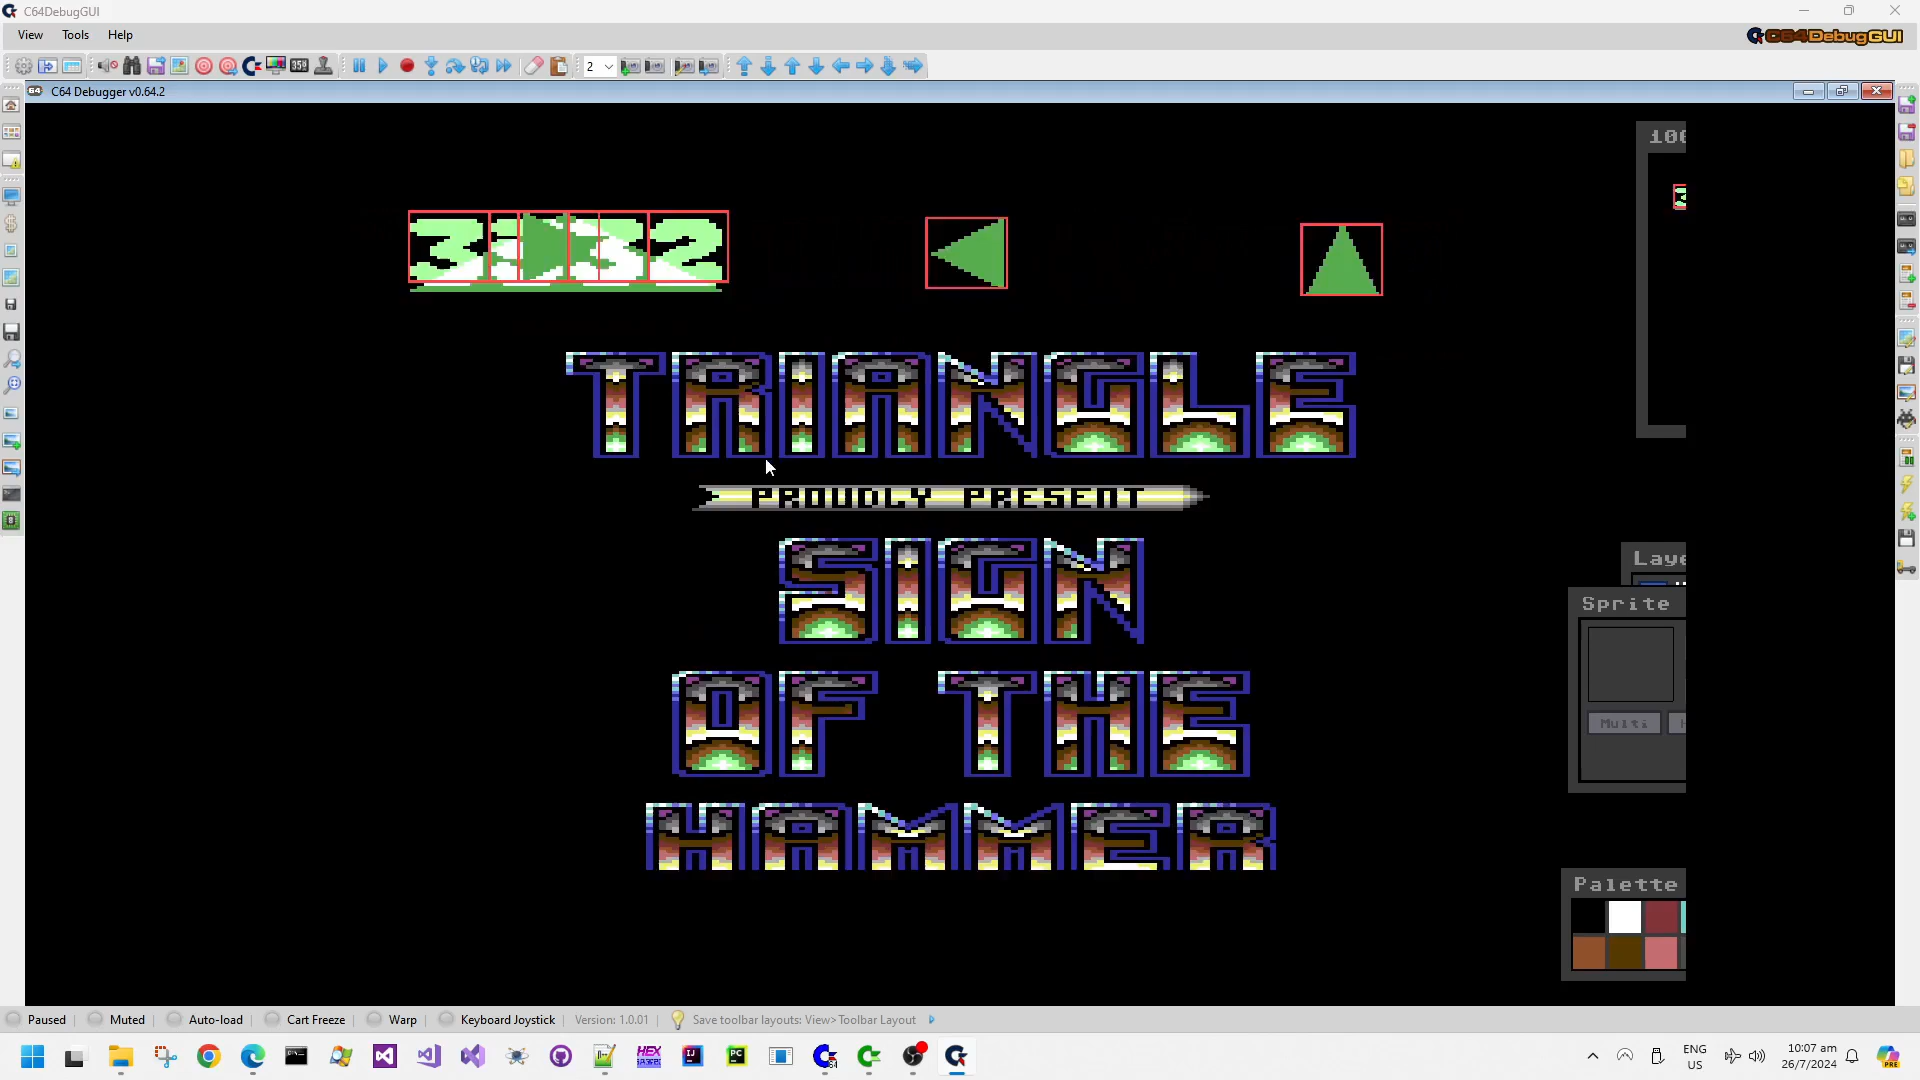 C64DebugGUI
View Tools Help
C64DebugGUI
2
C64 Debugger v0.64.2
TRIANGLE
PROUDLY PRESENT
SIGN
OF THE
HAMMER
Sprite
Multi
Palette
Paused Muted Auto-load Cart Freeze Warp Keyboard Joystick Version: 1.0.01 Save toolbar layouts: View>Toolbar Layout
ENG
US
10:07 am
26/7/2024